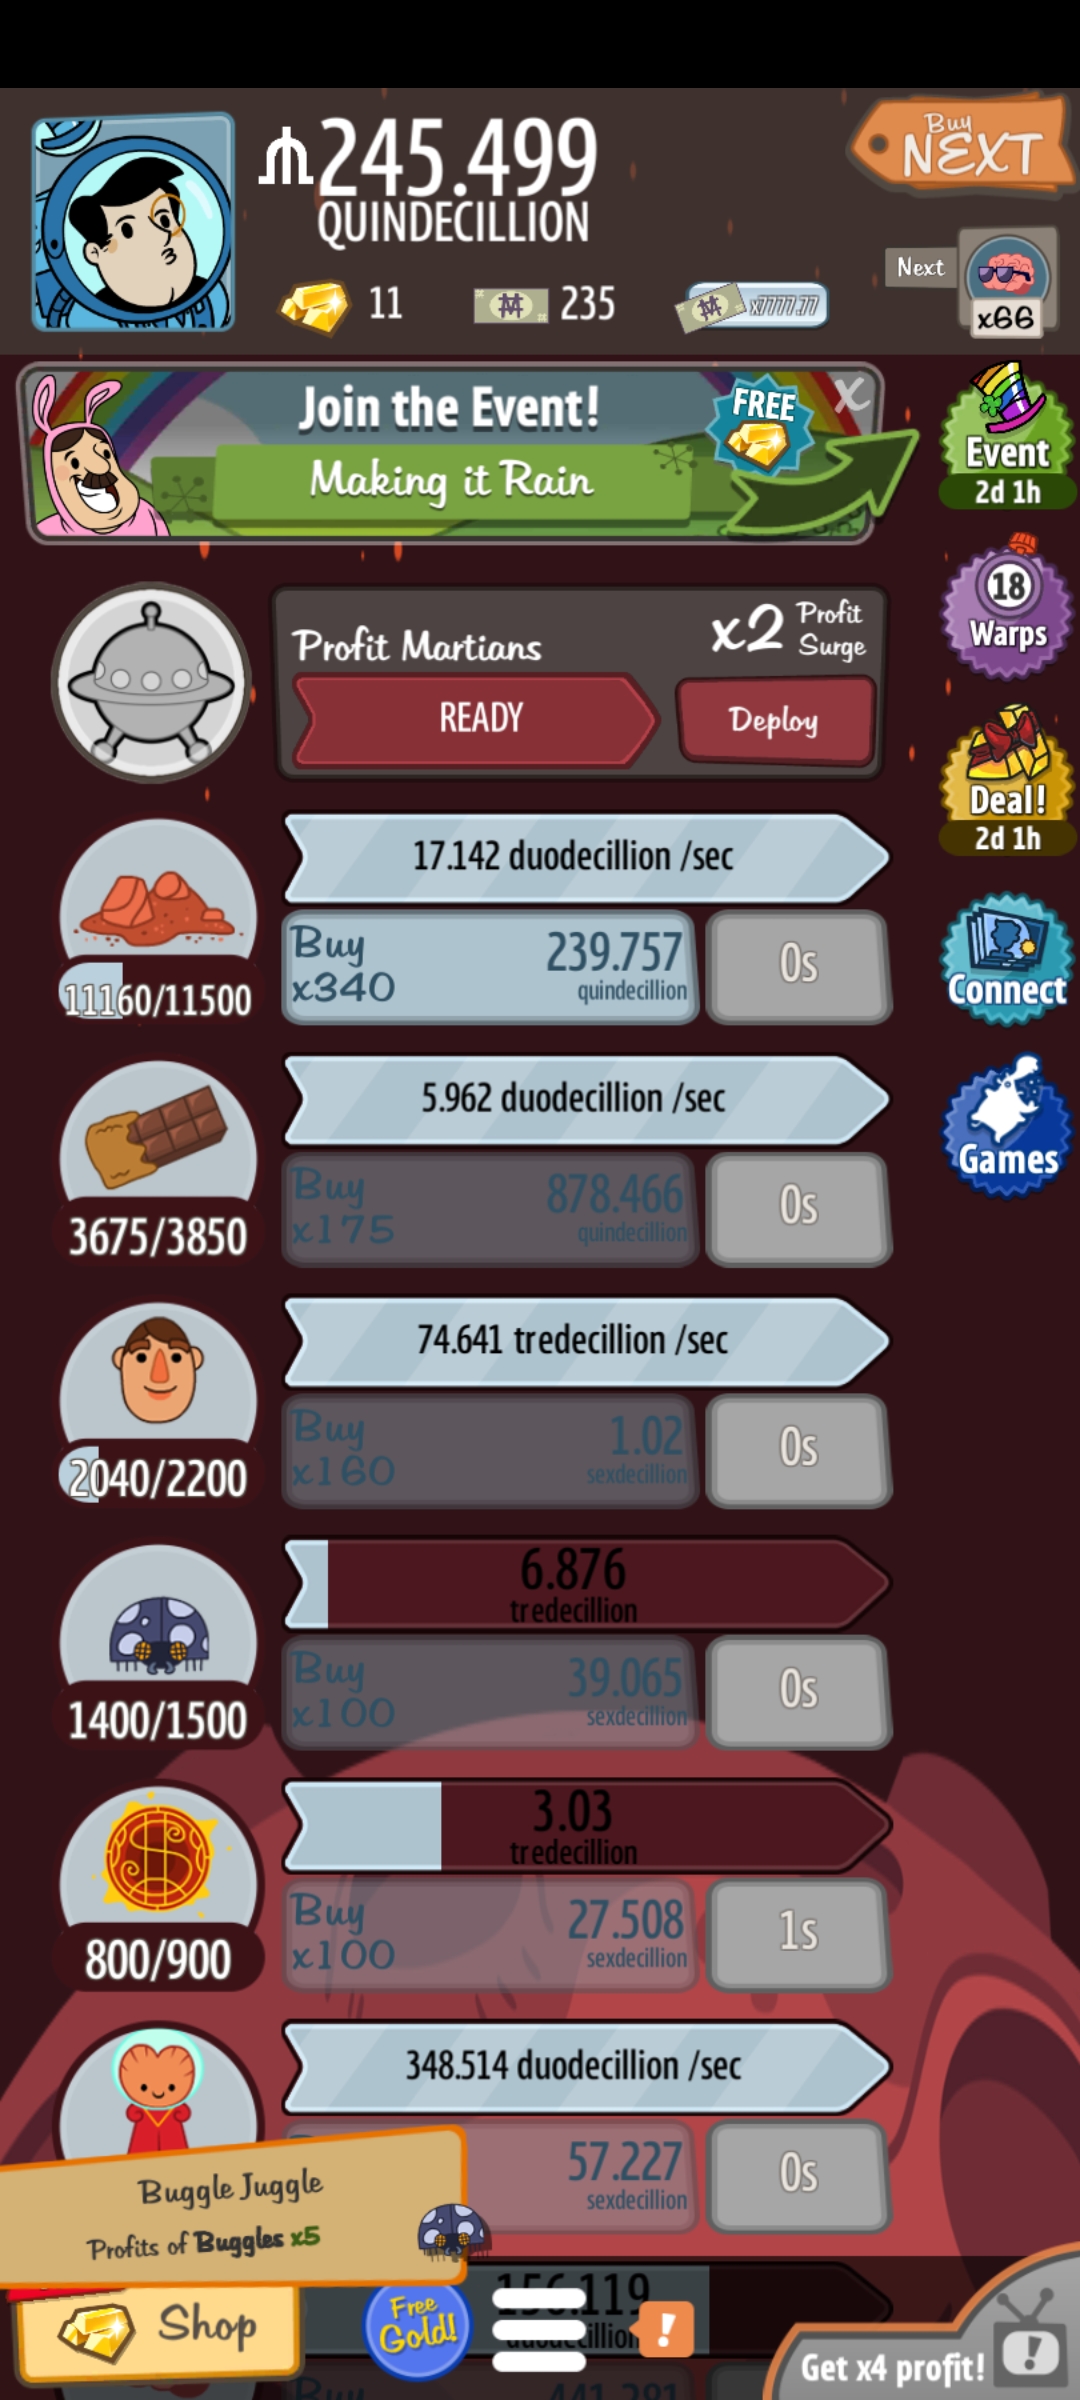 245.499
QUINDECILLION
Buy
NEXT
11
235
x7777.77
Next
x66
Join the Event!
Making it Rain
FREE
X
Event
2d 1h
Profit Martians
x2 Profit Surge
READY
Deploy
18
Warps
Deal!
2d 1h
17.142 duodecillion /sec
Buy
x340
239.757
quindecillion
0s
11160/11500
Connect
5.962 duodecillion /sec
Buy
x175
878.466
quindecillion
0s
3675/3850
Games
74.641 tredecillion /sec
Buy
x160
1.02
sexdecillion
0s
2040/2200
6.876
tredecillion
Buy
x100
39.065
sexdecillion
0s
1400/1500
3.03
tredecillion
Buy
x100
27.508
sexdecillion
1s
800/900
348.514 duodecillion /sec
57.227
sexdecillion
0s
Buggle Juggle
Profits of Buggles x5
156.119
Shop
Free
Gold!
!
Get x4 profit!
!
Buy
441.281